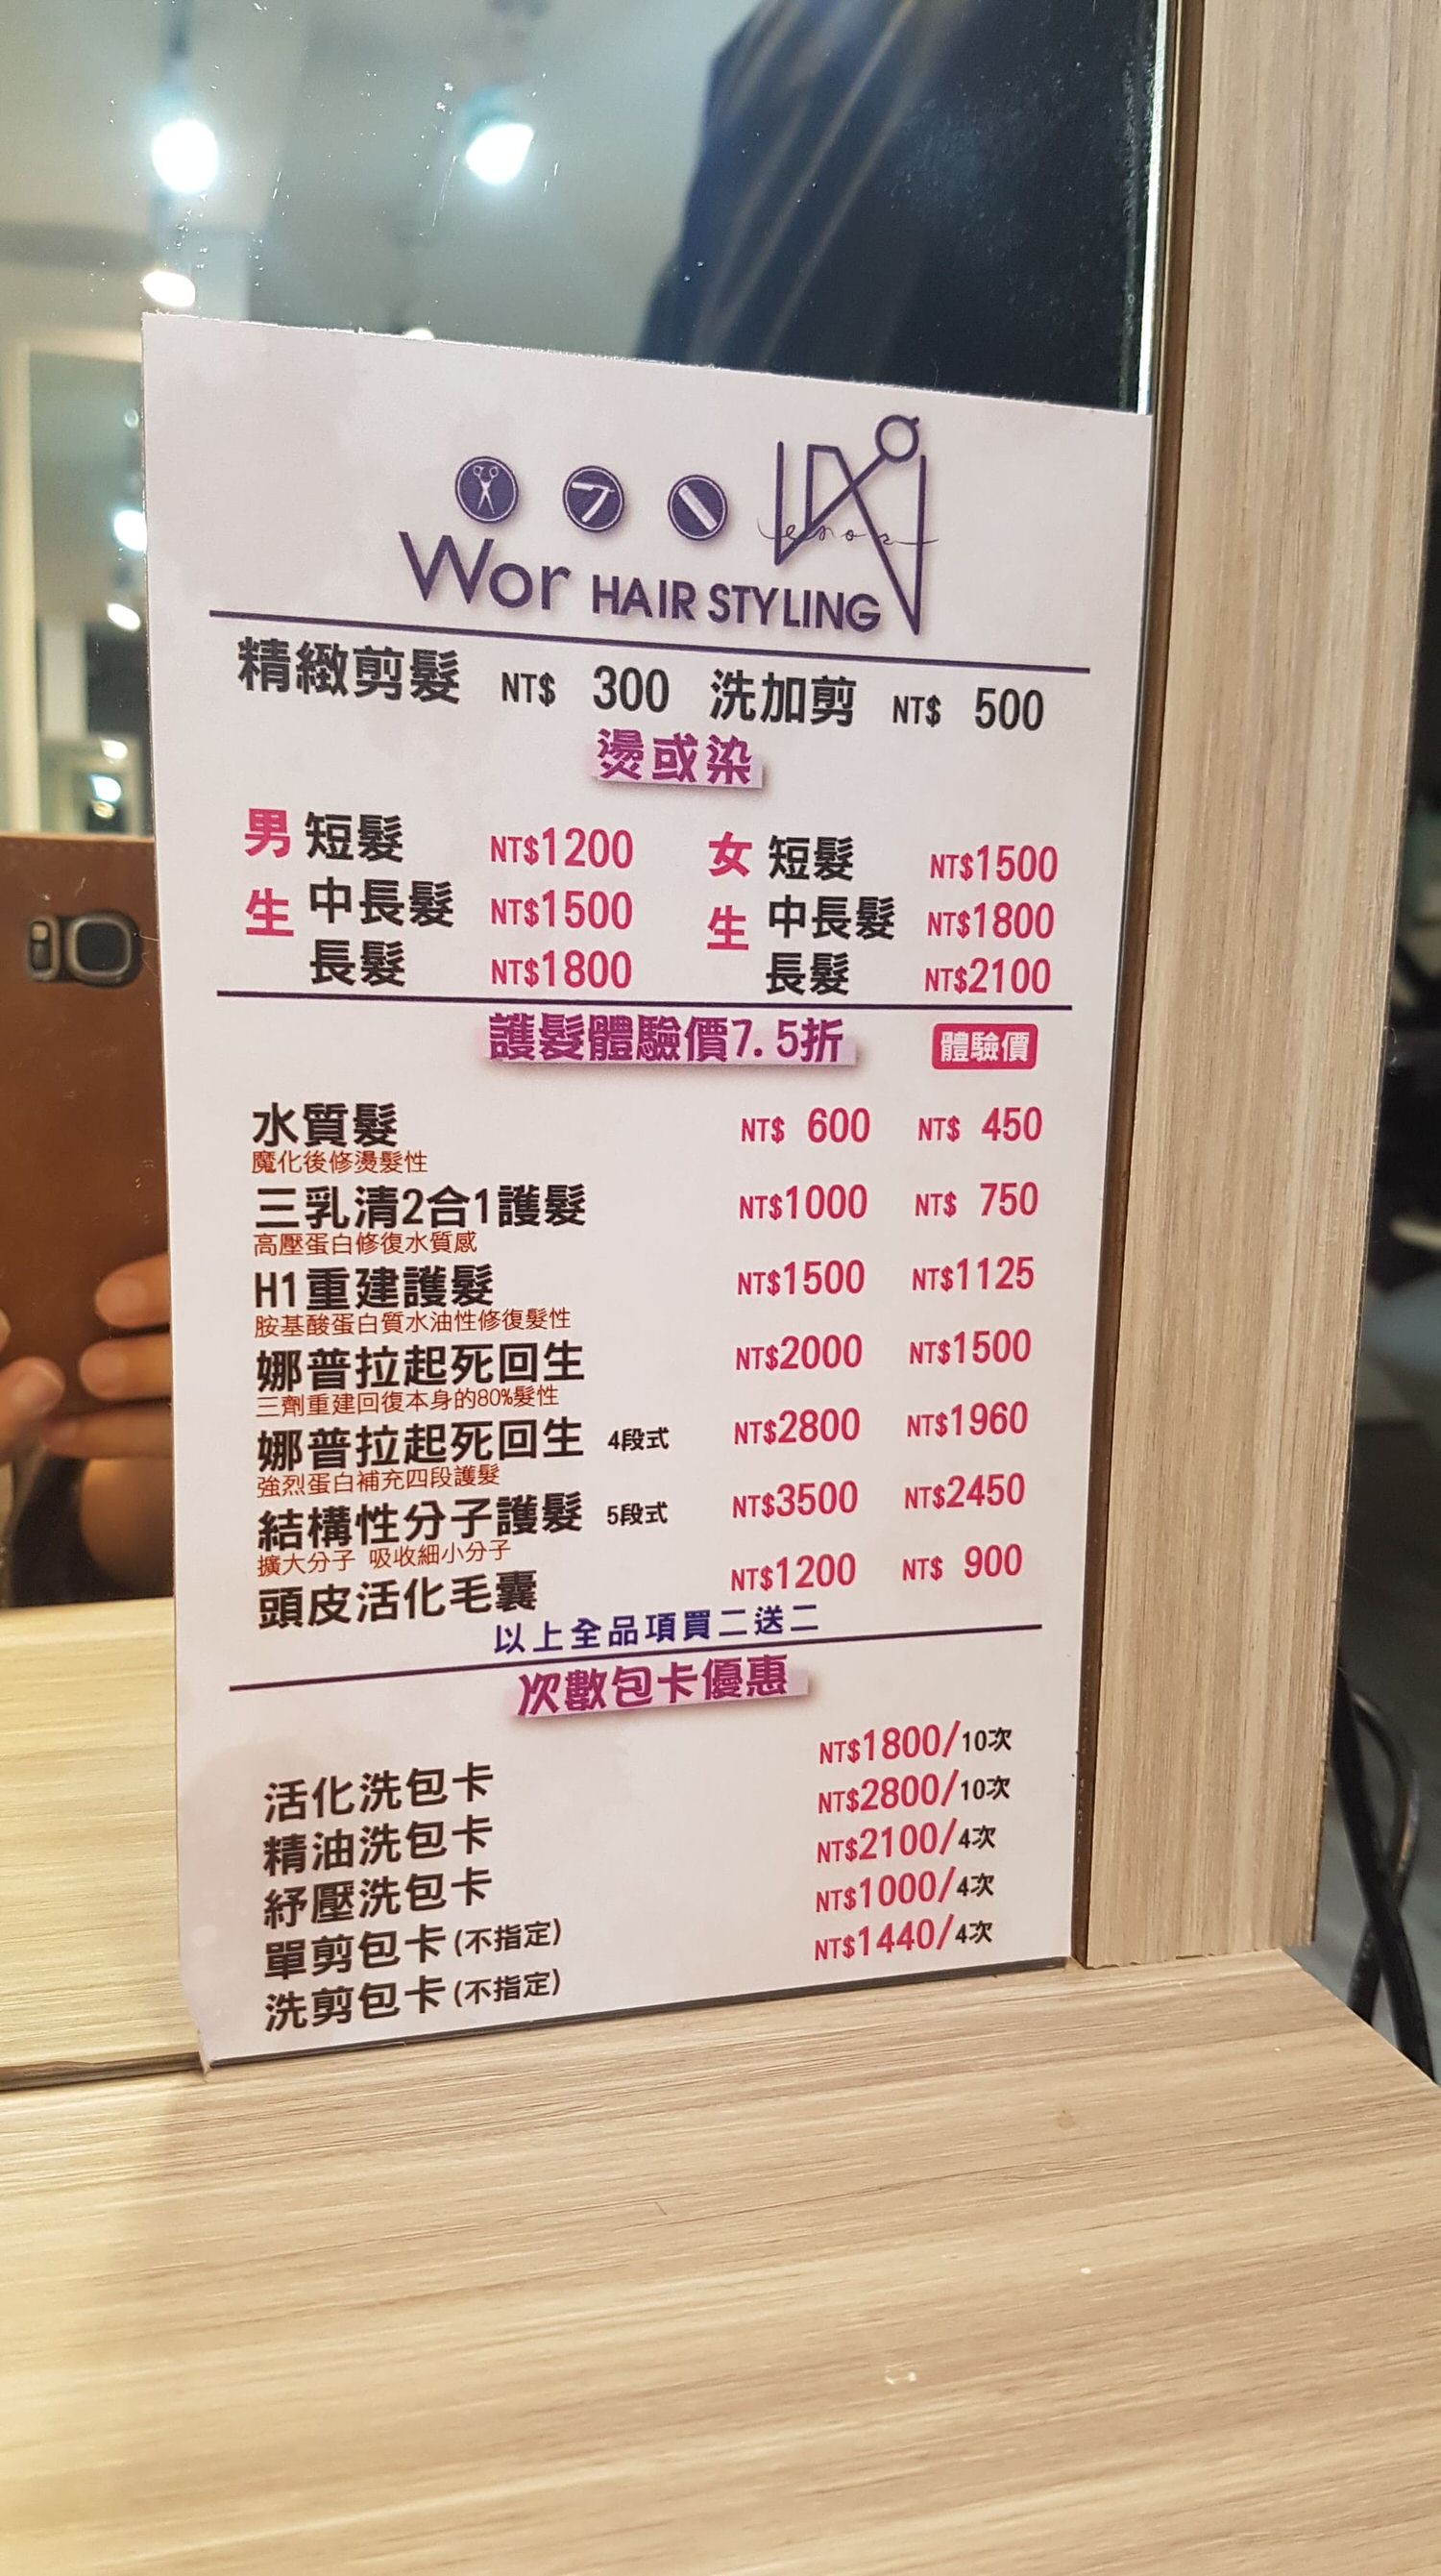 Wor HAIR STYLING
精緻剪髮 NT$ 300 洗加剪 NT$ 500
燙或染
男生 短髮 NT$1200 女生 短髮 NT$1500
中長髮 NT$1500 中長髮 NT$1800
長髮 NT$1800 長髮 NT$2100
護髮體驗價7.5折 體驗價
水質髮 NT$ 600 NT$ 450
魔化後修燙髮性
三乳清2合1護髮 NT$1000 NT$ 750
高壓蛋白修復水質感
H1重建護髮 NT$1500 NT$1125
胺基酸蛋白質水油性修復髮性
娜普拉起死回生 NT$2000 NT$1500
三劑重建回復本身的80%髮性
娜普拉起死回生 4段式 NT$2800 NT$1960
強烈蛋白補充四段護髮
結構性分子護髮 5段式 NT$3500 NT$2450
擴大分子 吸收細小分子
頭皮活化毛囊 NT$1200 NT$ 900
以上全品項買二送二
次數包卡優惠
活化洗包卡 NT$1800/10次
精油洗包卡 NT$2800/10次
紓壓洗包卡 NT$2100/4次
單剪包卡(不指定) NT$1000/4次
洗剪包卡(不指定) NT$1440/4次